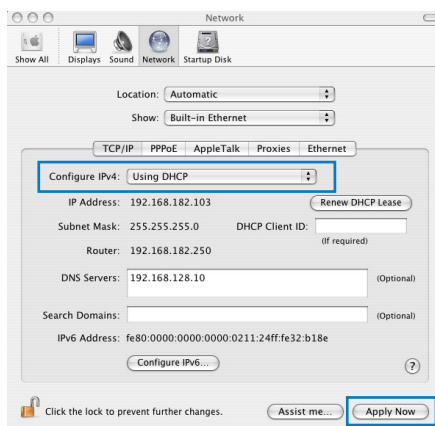 Network
Show All Displays Sound Network Startup Disk
Location: Automatic
Show: Built-in Ethernet
TCP/IP PPPoE AppleTalk Proxies Ethernet
Configure IPv4: Using DHCP
IP Address: 192.168.182.103 Renew DHCP Lease
Subnet Mask: 255.255.255.0 DHCP Client ID:
(If required)
Router: 192.168.182.250
DNS Servers: 192.168.128.10 (Optional)
Search Domains: (Optional)
IPv6 Address: fe80:0000:0000:0000:0211:24ff:fe32:b18e
Configure IPv6... ?
Click the lock to prevent further changes. Assist me... Apply Now